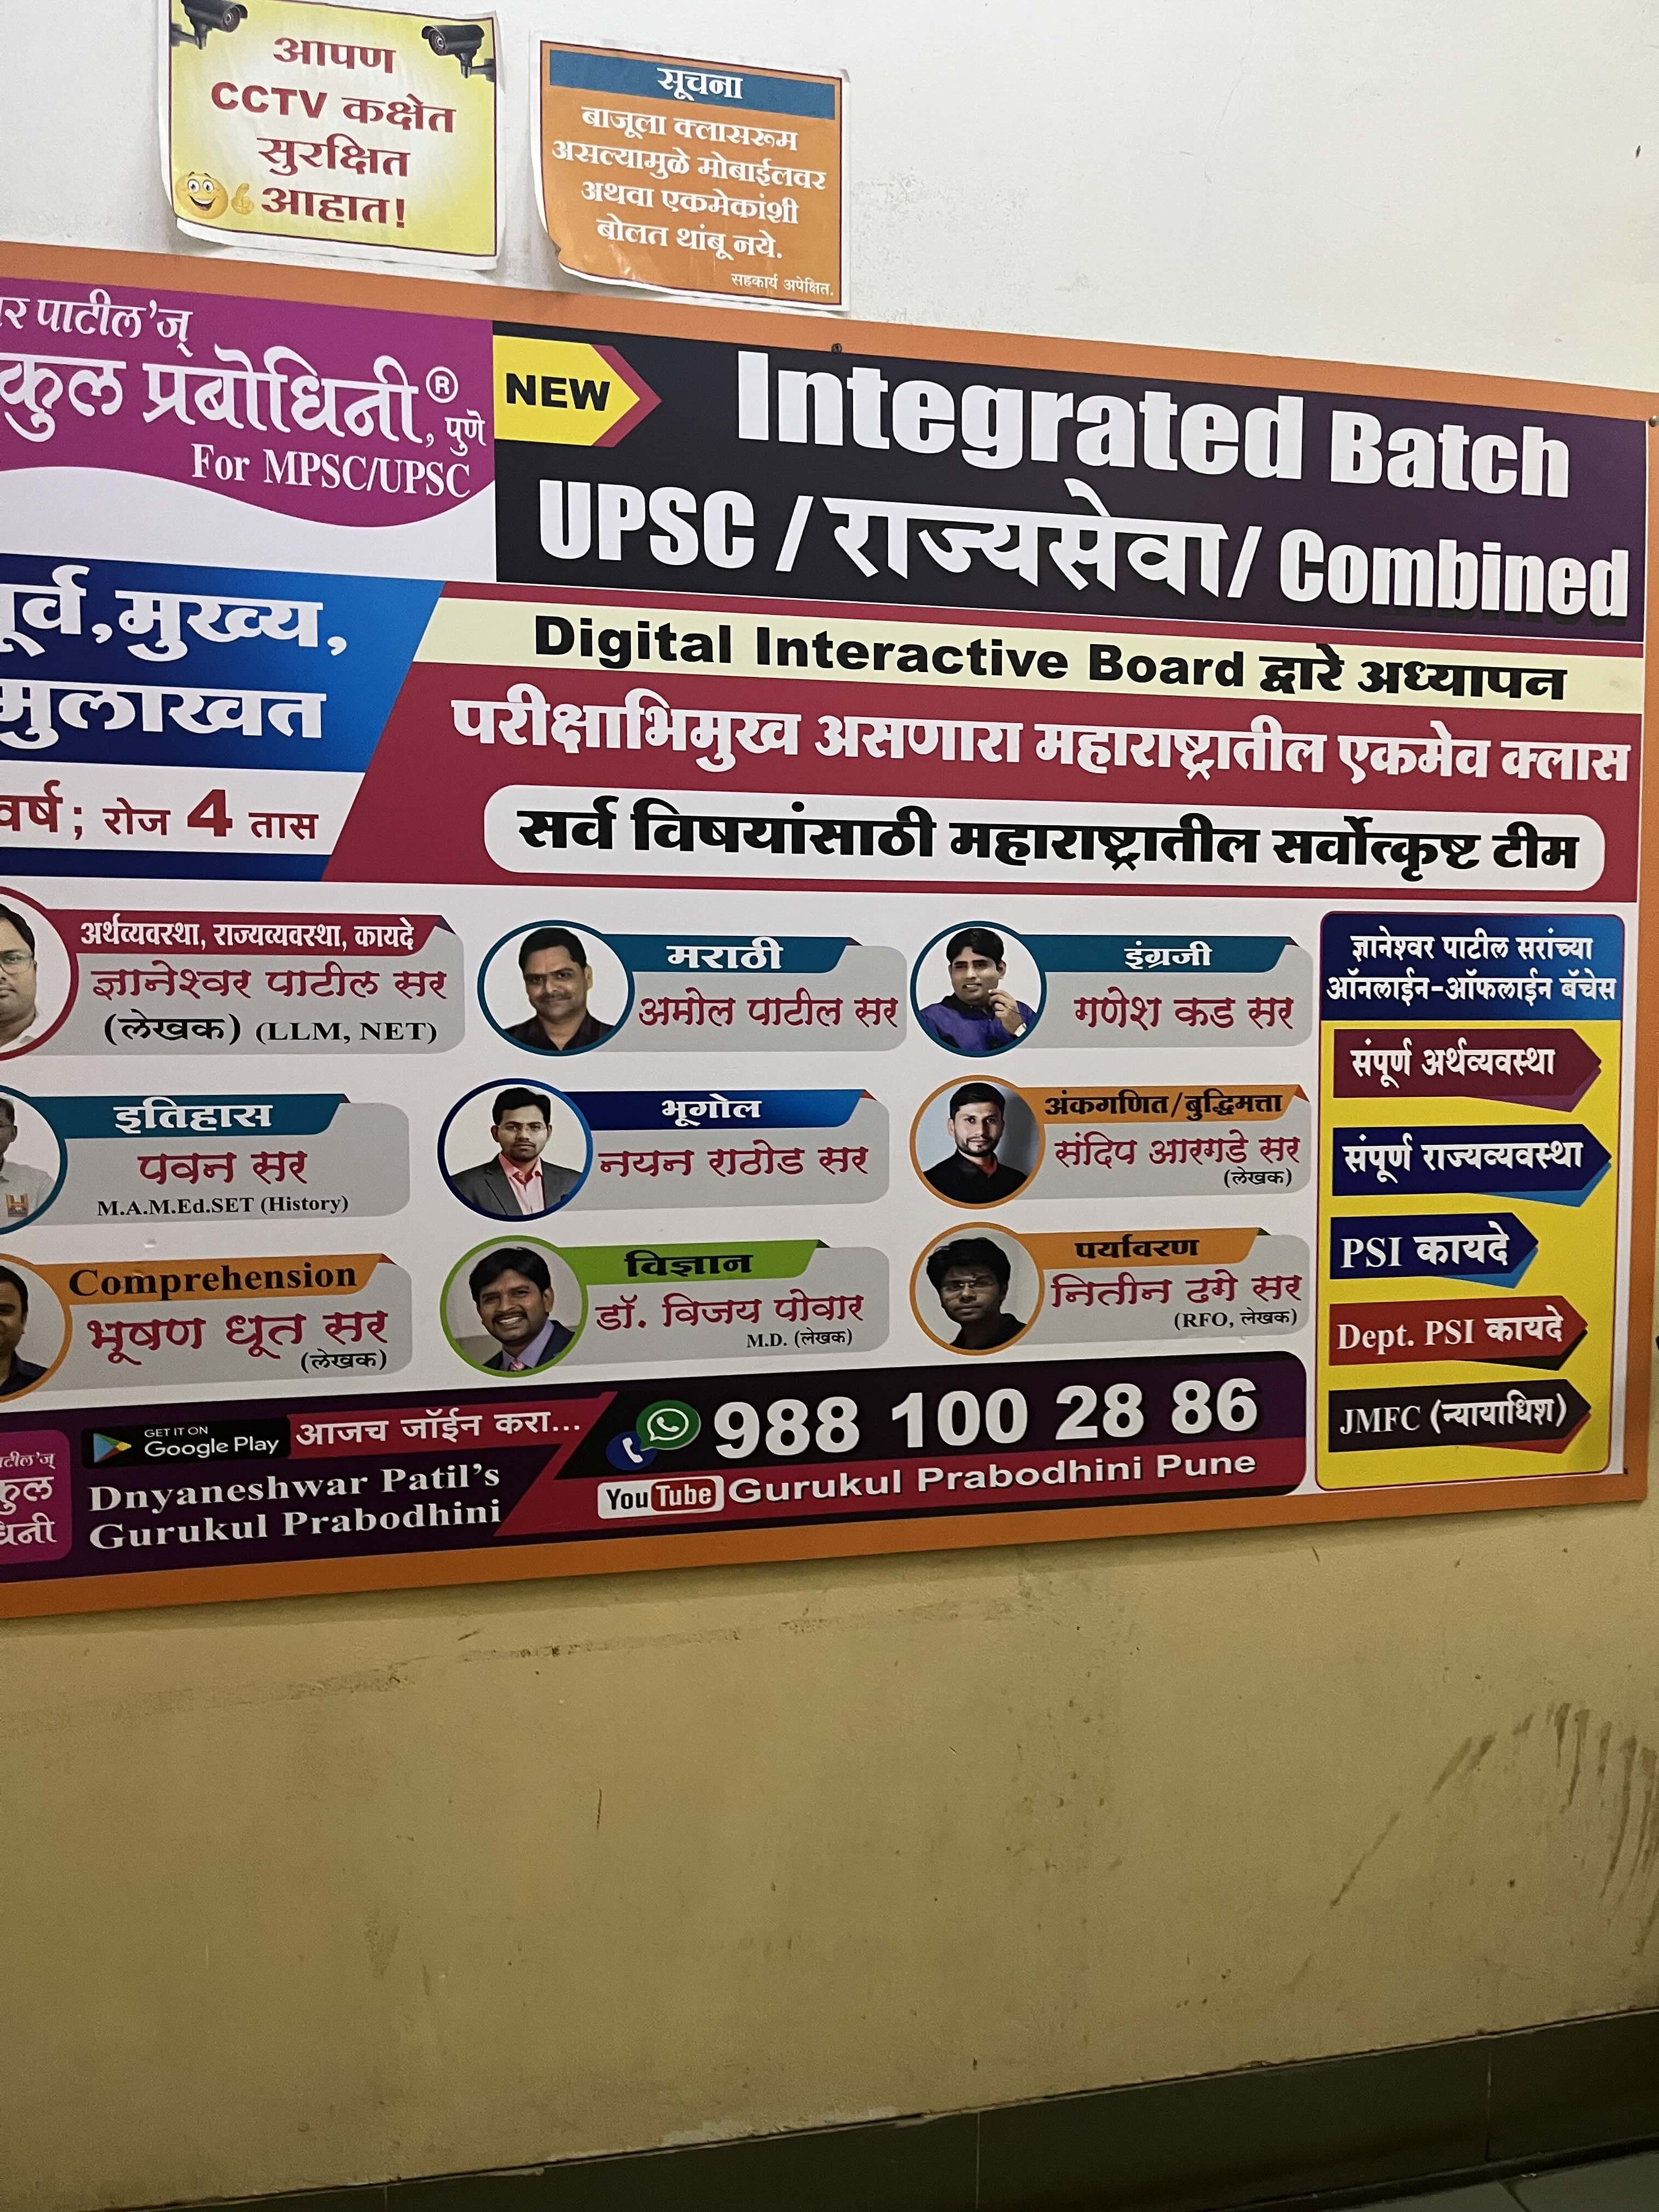 आपण
CCTV कक्षेत
सुरक्षित
आहात!
सूचना
बाजूला क्लासरूम
असल्यामुळे मोबाईलवर
अथवा एकमेकांशी
बोलत थांबू नये.
सहकार्य अपेक्षित.
पाटील'ज्
प्रबोधिनी,® पुणे
For MPSC/UPSC
NEW
Integrated Batch
UPSC / राज्यसेवा / Combined
मुख्य,
मुलाखत
वर्ष; रोज 4 तास
Digital Interactive Board द्वारे अध्यापन
परीक्षाभिमुख असणारा महाराष्ट्रातील एकमेव क्लास
सर्व विषयांसाठी महाराष्ट्रातील सर्वोत्कृष्ट टीम
अर्थव्यवस्था, राज्यव्यवस्था, कायदे
ज्ञानेश्वर पाटील सर
(लेखक) (LLM, NET)
मराठी
अमोल पाटील सर
इंग्रजी
गणेश कड सर
इतिहास
पवन सर
M.A.M.Ed.SET (History)
भूगोल
नयन राठोड सर
अंकगणित/बुद्धिमत्ता
संदिप आरगडे सर
(लेखक)
Comprehension
भूषण धूत सर
(लेखक)
विज्ञान
डॉ. विजय पोवार
M.D. (लेखक)
पर्यावरण
नितीन ढगे सर
(RFO, लेखक)
ज्ञानेश्वर पाटील सरांच्या
ऑनलाईन-ऑफलाईन बॅचेस
संपूर्ण अर्थव्यवस्था
संपूर्ण राज्यव्यवस्था
PSI कायदे
Dept. PSI कायदे
JMFC (न्यायाधिश)
GET IT ON
Google Play
आजच जॉईन करा...
Dnyaneshwar Patil's
Gurukul Prabodhini
988 100 28 86
YouTube Gurukul Prabodhini Pune